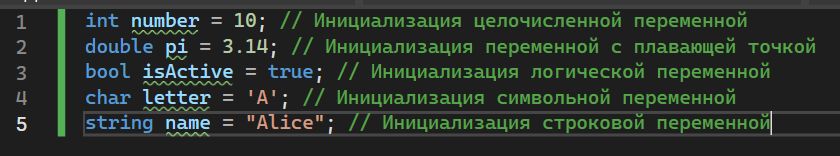 1 int number = 10; // Инициализация целочисленной переменной
2 double pi = 3.14; // Инициализация переменной с плавающей точкой
3 bool isActive = true; // Инициализация логической переменной
4 char letter = 'A'; // Инициализация символьной переменной
5 string name = "Alice"; // Инициализация строковой переменной